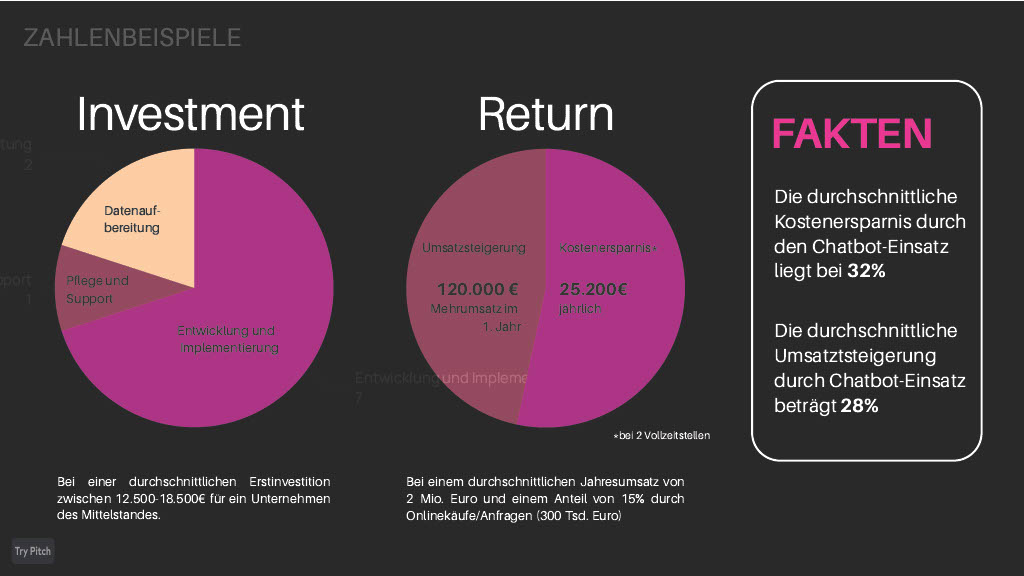 ZAHLENBEISPIELE
Investment
Datenauf-
bereitung
Pflege und
Support
Entwicklung und
Implementierung
tung
2
pport
1
Bei einer durchschnittlichen Erstinvestition
zwischen 12.500-18.500€ für ein Unternehmen
des Mittelstandes.
Return
Umsatzsteigerung
120.000 €
Mehrumsatz im
1. Jahr
Kostenersparnis*
25.200€
jährlich
Entwicklung und Impleme
7
*bei 2 Vollzeitstellen
Bei einem durchschnittlichen Jahresumsatz von
2 Mio. Euro und einem Anteil von 15% durch
Onlinekäufe/Anfragen (300 Tsd. Euro)
FAKTEN
Die durchschnittliche
Kostenersparnis durch
den Chatbot-Einsatz
liegt bei 32%
Die durchschnittliche
Umsatztsteigerung
durch Chatbot-Einsatz
beträgt 28%
Try Pitch